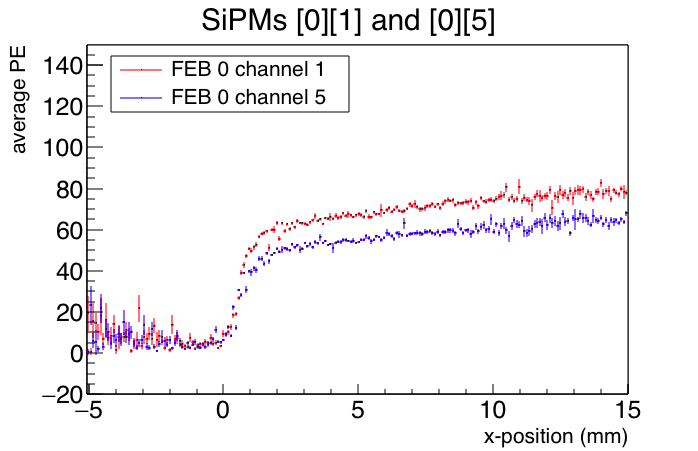 SiPMs [0][1] and [0][5]
average PE
FEB 0 channel 1
FEB 0 channel 5
140
120
100
80
60
40
20
0
−20
−5
0
5
10
15
x-position (mm)